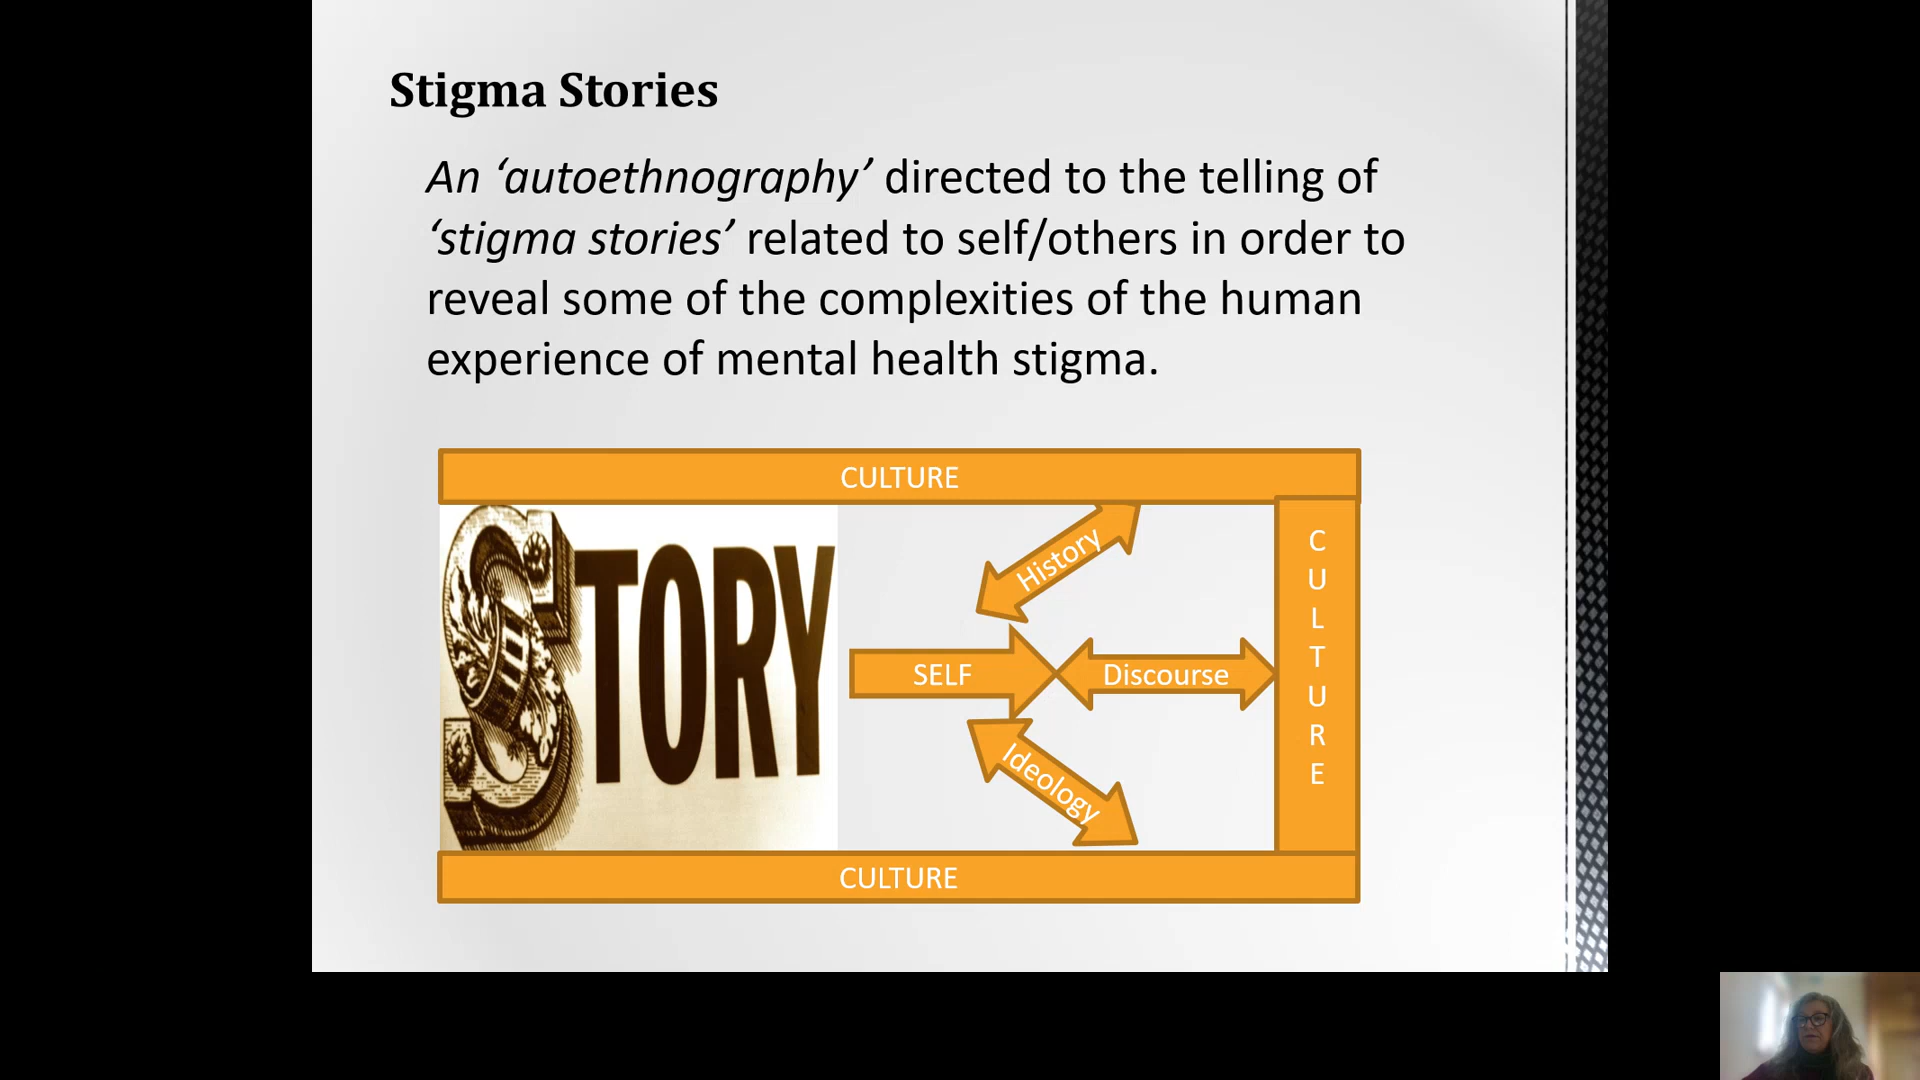 Stigma Stories
An ‘autoethnography’ directed to the telling of
‘stigma stories’ related to self/others in order to
reveal some of the complexities of the human
experience of mental health stigma.
CULTURE
STORY
History
SELF
Discourse
Ideology
CULTURE
CULTURE